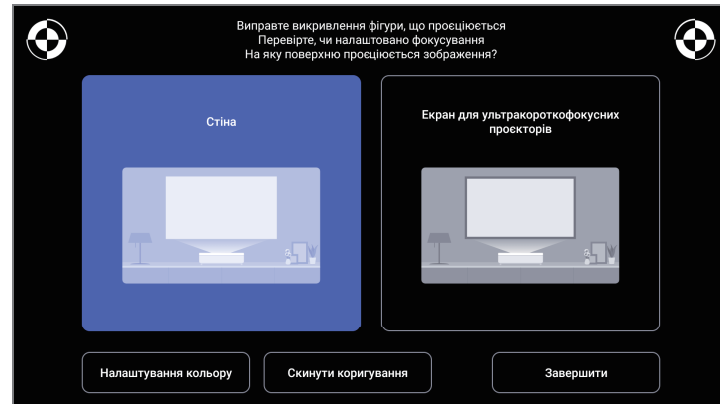 Виправте викривлення фігури, що проєціюється
Перевірте, чи налаштовано фокусування
На яку поверхню проєціюється зображення?
Стіна
Екран для ультракороткофокусних
проєкторів
Налаштування кольору
Скинути коригування
Завершити